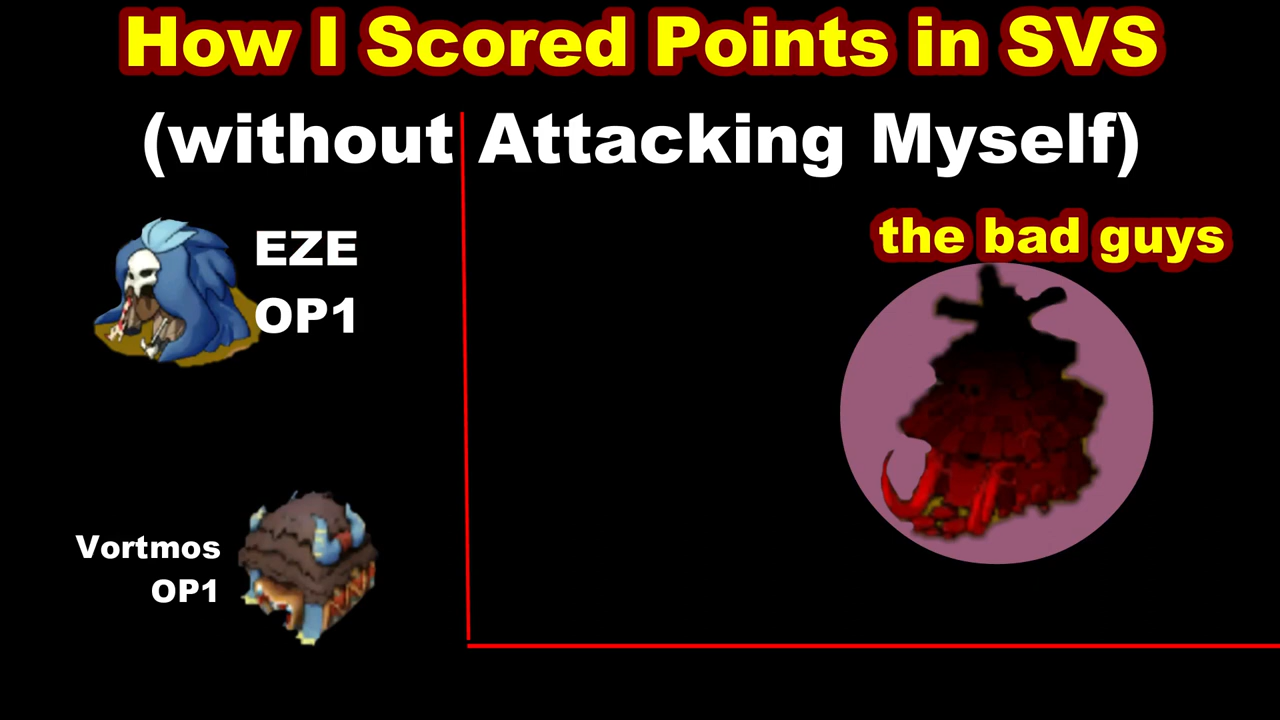 How I Scored Points in SVS
(without Attacking Myself)
the bad guys
EZE
OP1
Vortmos
OP1